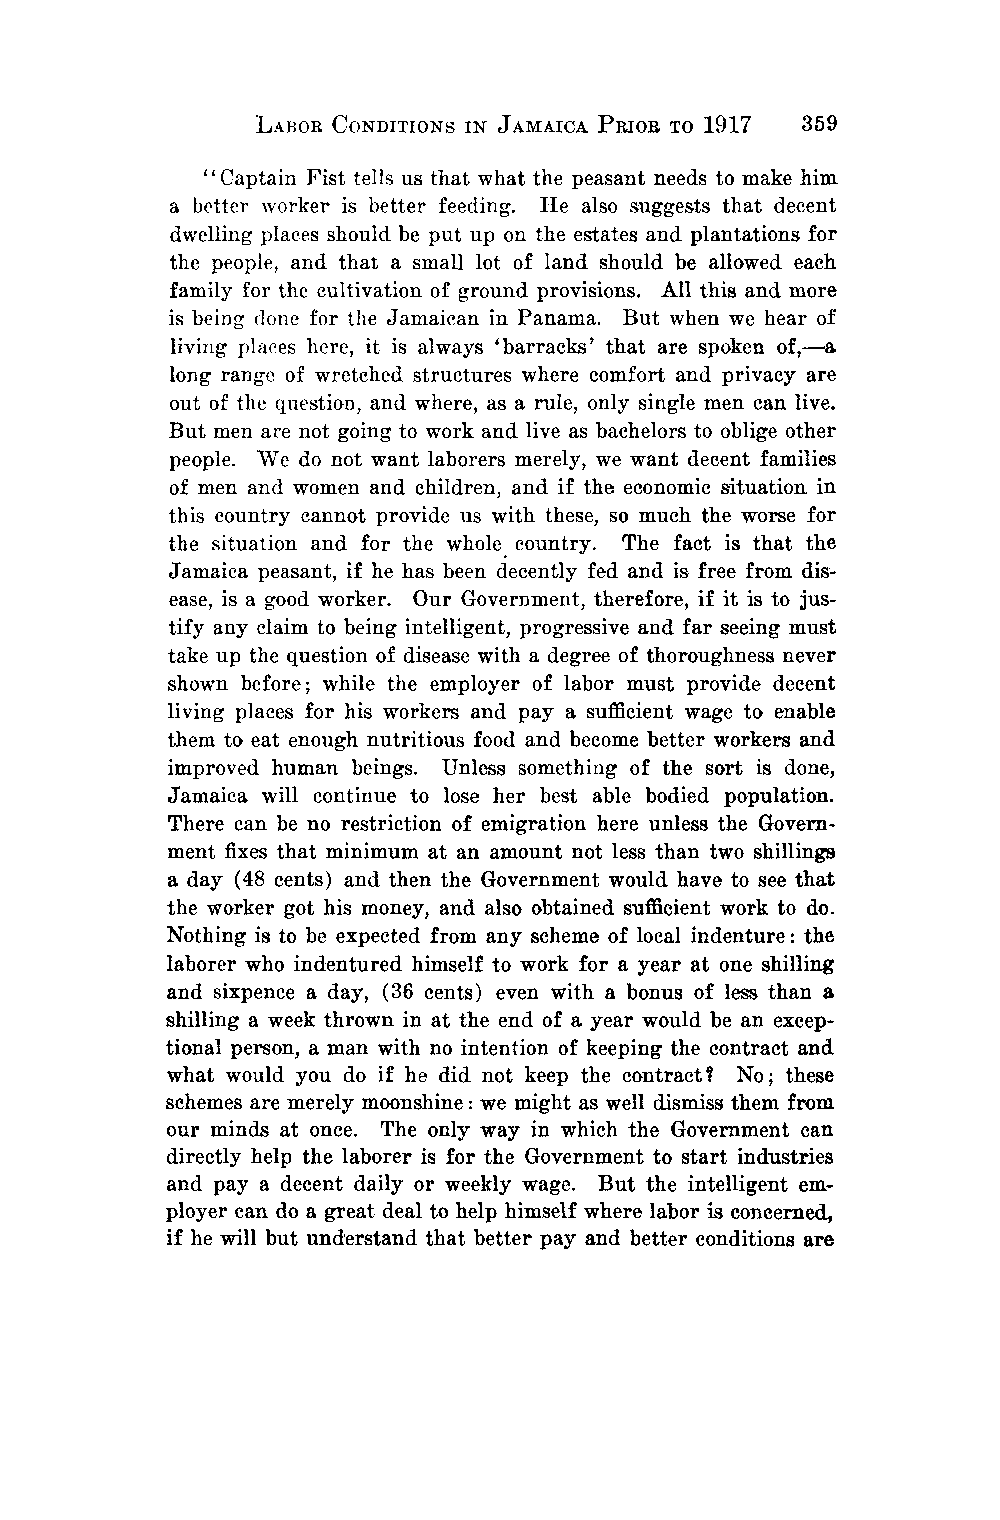 LABOR CONDITIONS IN JAMAICA PRIOR TO 1917 359
"Captain Fist tells us that what the peasant needs to make him
a better worker is better feeding. He also suggests that decent
dwelling places should be put up on the estates and plantations for
the people, and that a small lot of land should be allowed each
family for the cultivation of ground provisions. All this and more
is being done for the Jamaican in Panama. But when we hear of
living places here, it is always 'barracks' that are spoken of,—a
long range of wretched structures where comfort and privacy are
out of the question, and where, as a rule, only single men can live.
But men are not going to work and live as bachelors to oblige other
people. We do not want laborers merely, we want decent families
of men and women and children, and if the economic situation in
this country cannot provide us with these, so much the worse for
the situation and for the whole country. The fact is that the
Jamaica peasant, if he has been decently fed and is free from dis-
ease, is a good worker. Our Government, therefore, if it is to jus-
tify any claim to being intelligent, progressive and far seeing must
take up the question of disease with a degree of thoroughness never
shown before; while the employer of labor must provide decent
living places for his workers and pay a sufficient wage to enable
them to eat enough nutritious food and become better workers and
improved human beings. Unless something of the sort is done,
Jamaica will continue to lose her best able bodied population.
There can be no restriction of emigration here unless the Govern-
ment fixes that minimum at an amount not less than two shillings
a day (48 cents) and then the Government would have to see that
the worker got his money, and also obtained sufficient work to do.
Nothing is to be expected from any scheme of local indenture: the
laborer who indentured himself to work for a year at one shilling
and sixpence a day, (36 cents) even with a bonus of less than a
shilling a week thrown in at the end of a year would be an excep-
tional person, a man with no intention of keeping the contract and
what would you do if he did not keep the contract? No; these
schemes are merely moonshine: we might as well dismiss them from
our minds at once. The only way in which the Government can
directly help the laborer is for the Government to start industries
and pay a decent daily or weekly wage. But the intelligent em-
ployer can do a great deal to help himself where labor is concerned,
if he will but understand that better pay and better conditions are